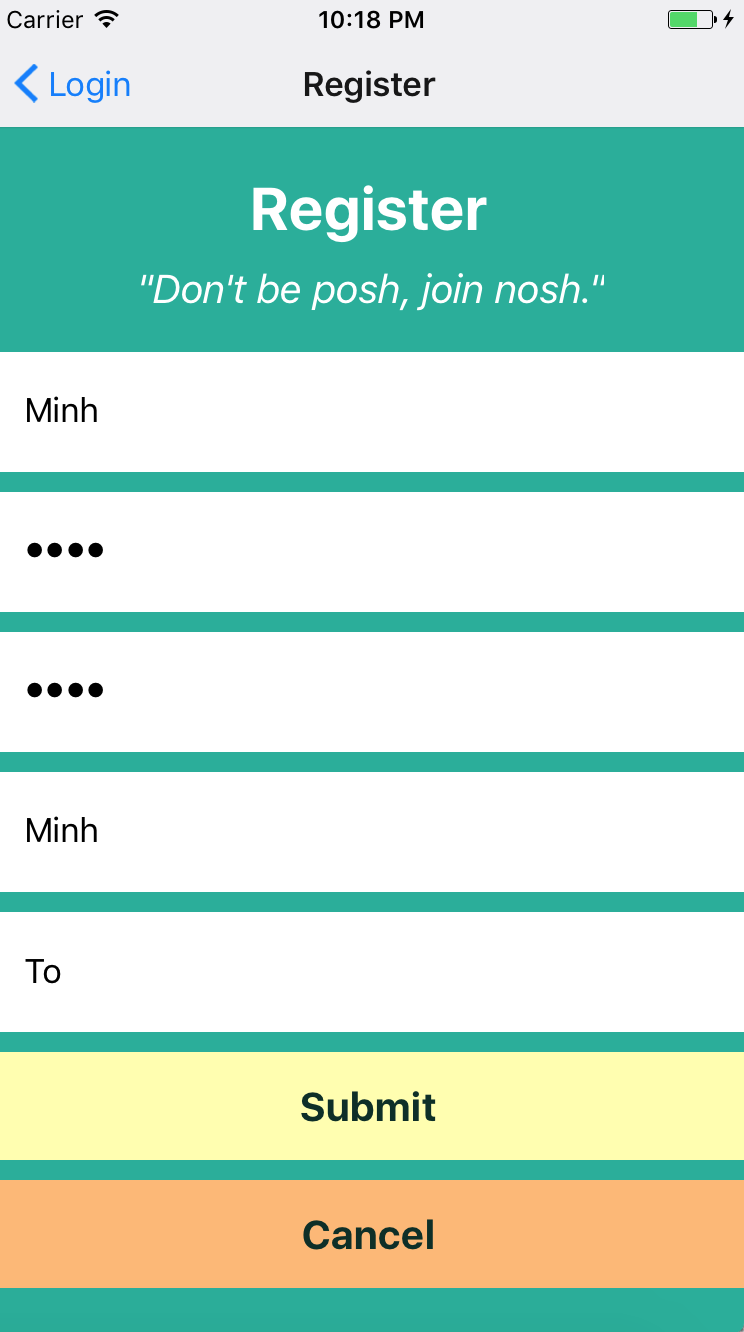 Carrier 10:18 PM
Login Register
Register
"Don't be posh, join nosh."
Minh
••••
••••
Minh
To
Submit
Cancel